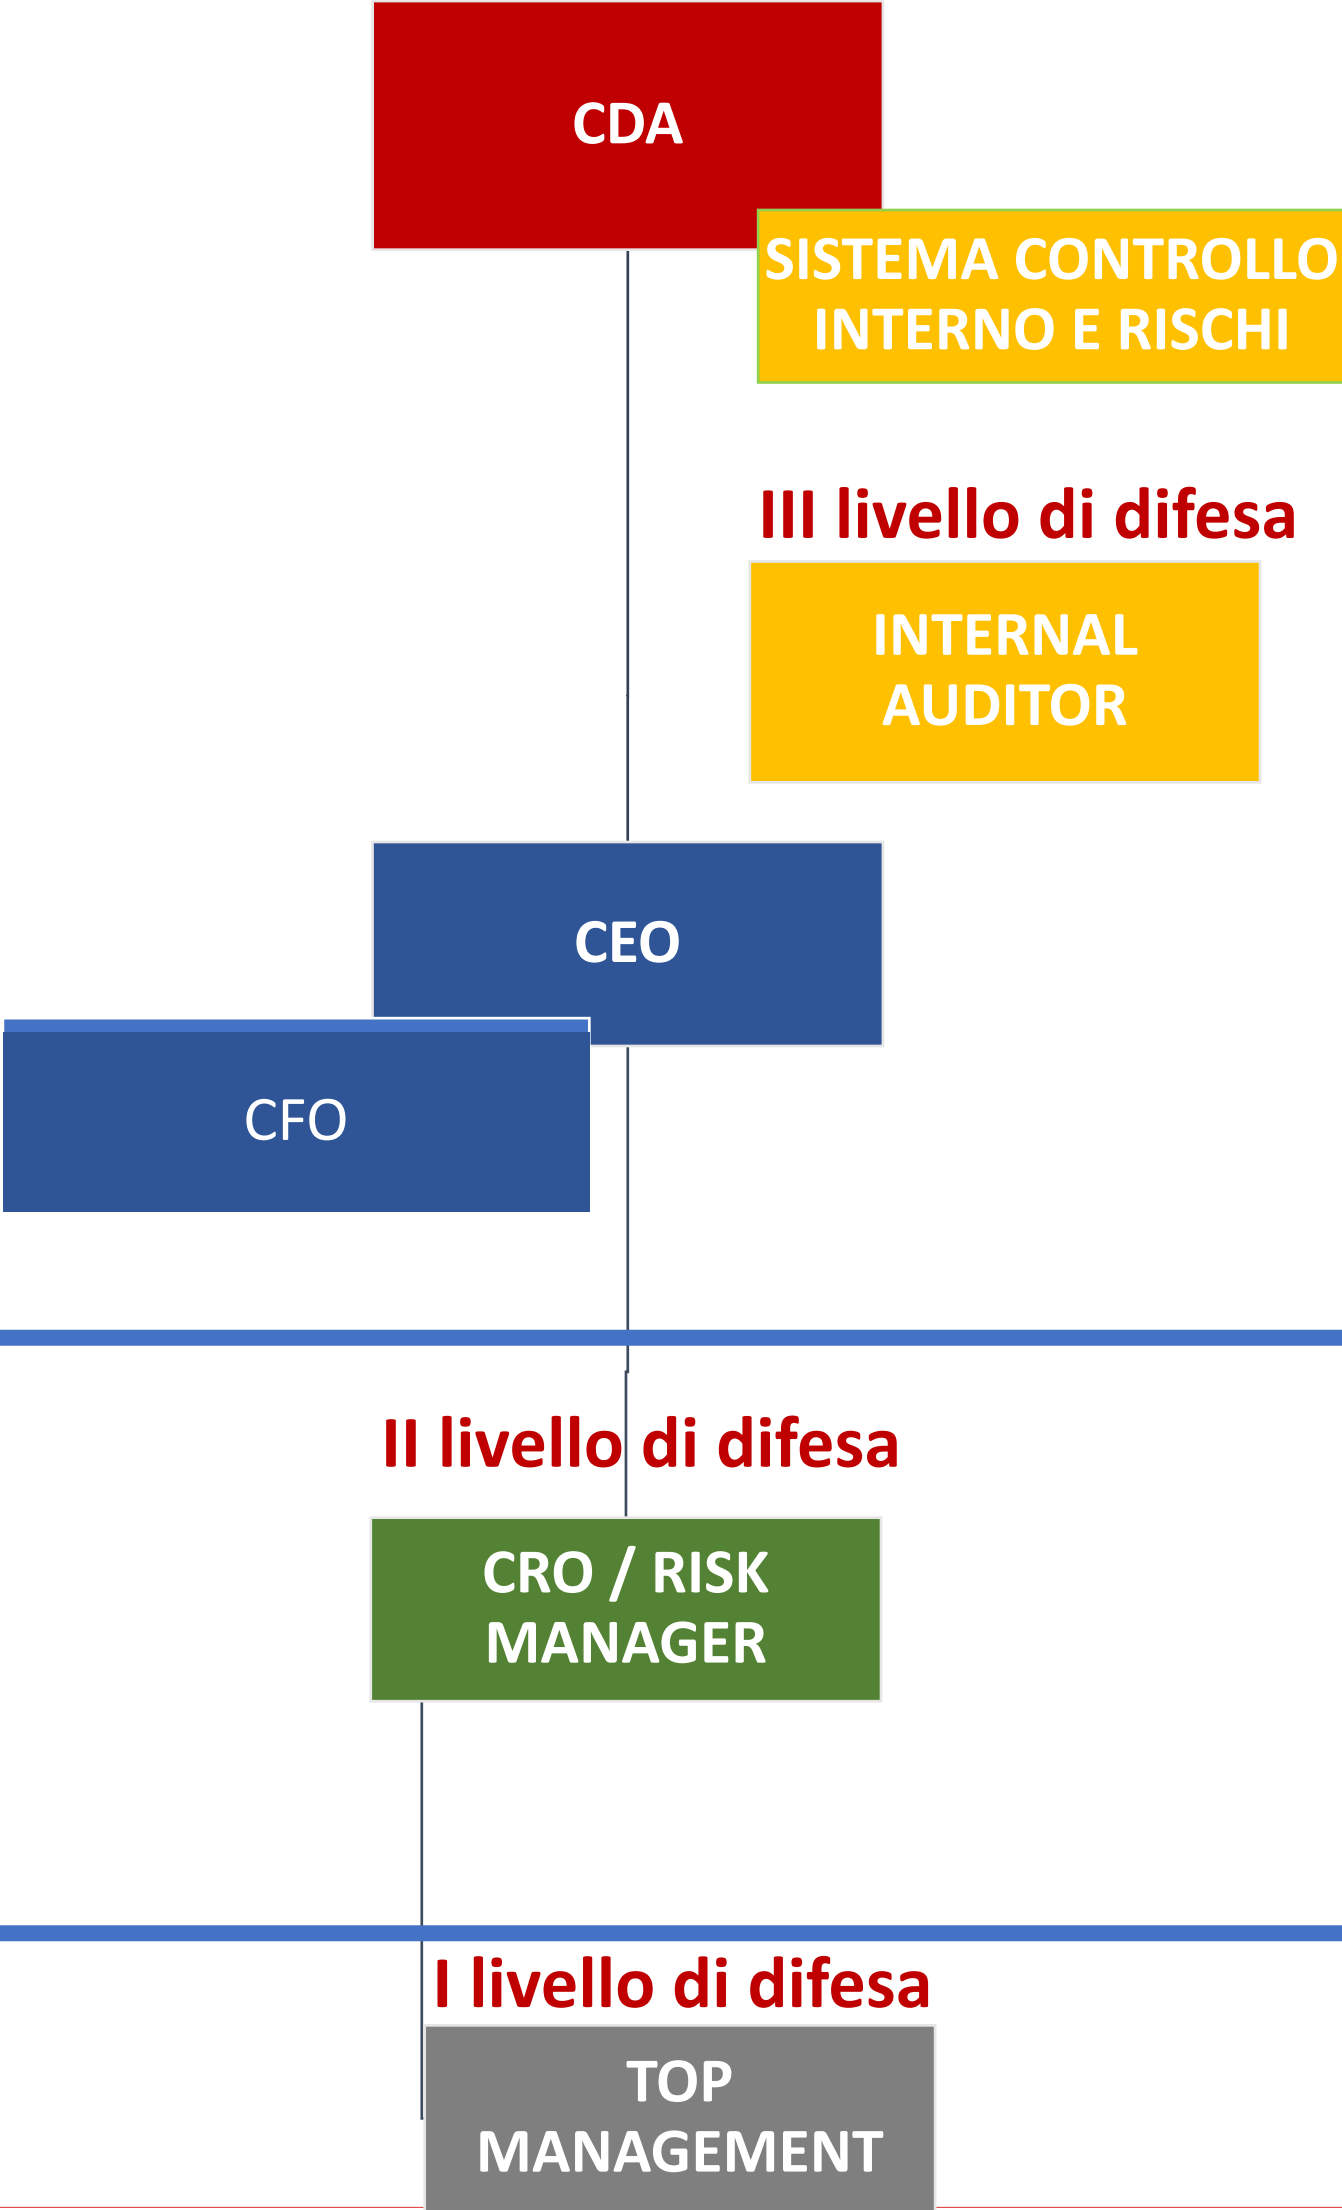 CDA
SISTEMA CONTROLLO
INTERNO E RISCHI
III livello di difesa
INTERNAL
AUDITOR
CEO
CFO
II livello di difesa
CRO / RISK
MANAGER
I livello di difesa
TOP
MANAGEMENT